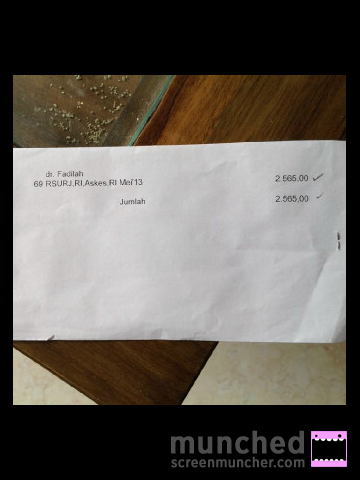 dr. Fadilah
69 RSURJ,RI,Askes,RI Mei'13 2.565,00
Jumlah 2.565,00
munched
screenmuncher.com